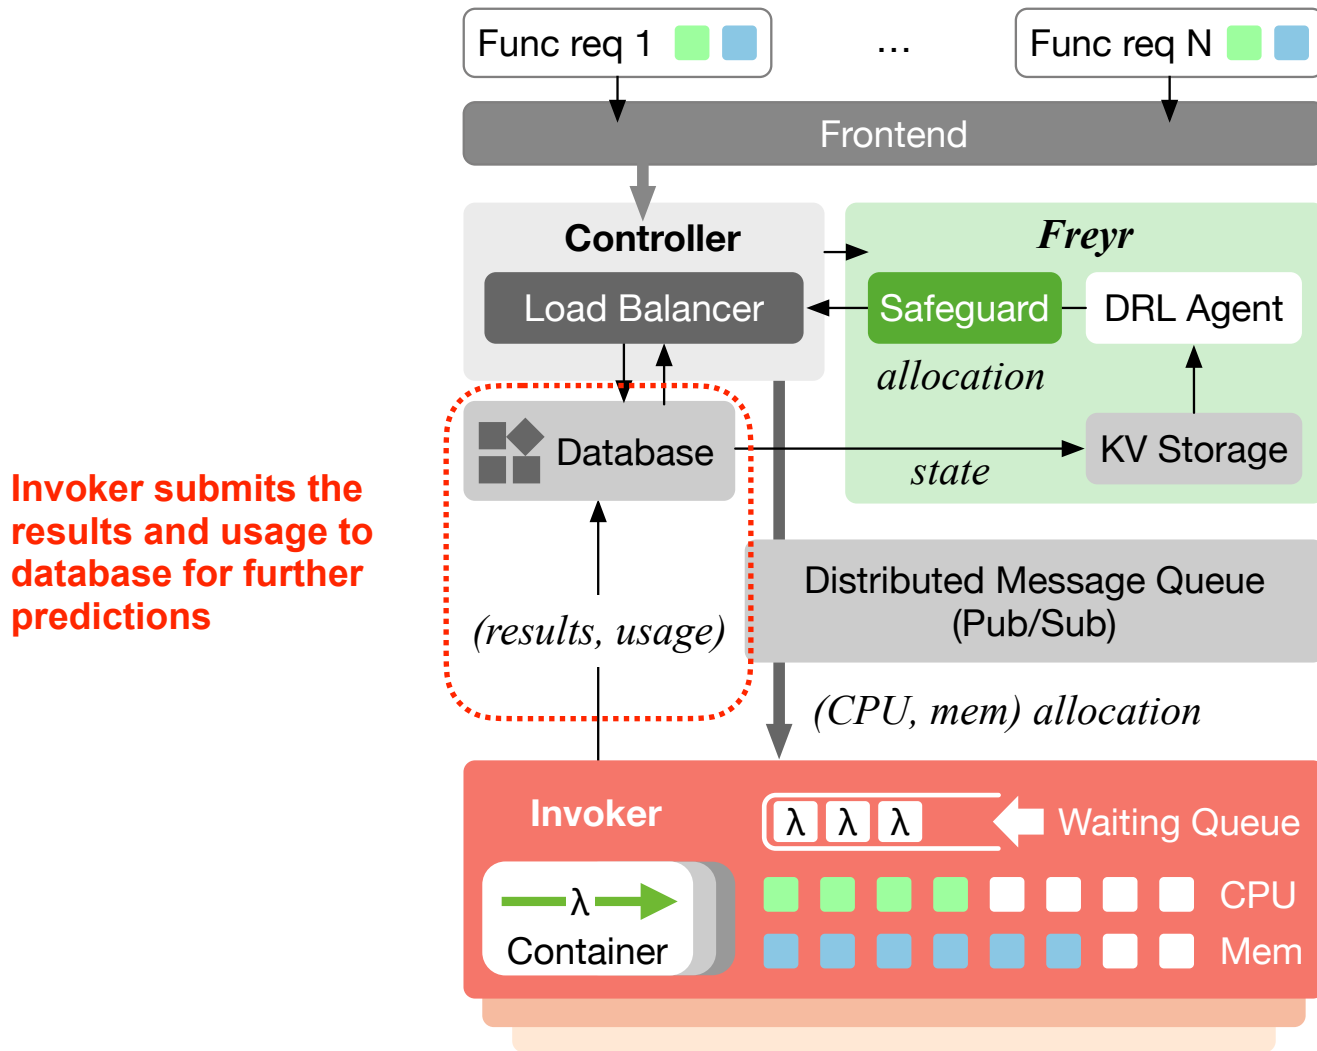 Func req 1
...
Func req N
Frontend
Controller
Freyr
Load Balancer
Safeguard
DRL Agent
allocation
Database
KV Storage
state
Invoker submits the
results and usage to
database for further
predictions
Distributed Message Queue
(Pub/Sub)
(results, usage)
(CPU, mem) allocation
Invoker
λ λ λ
Waiting Queue
λ
Container
CPU
Mem